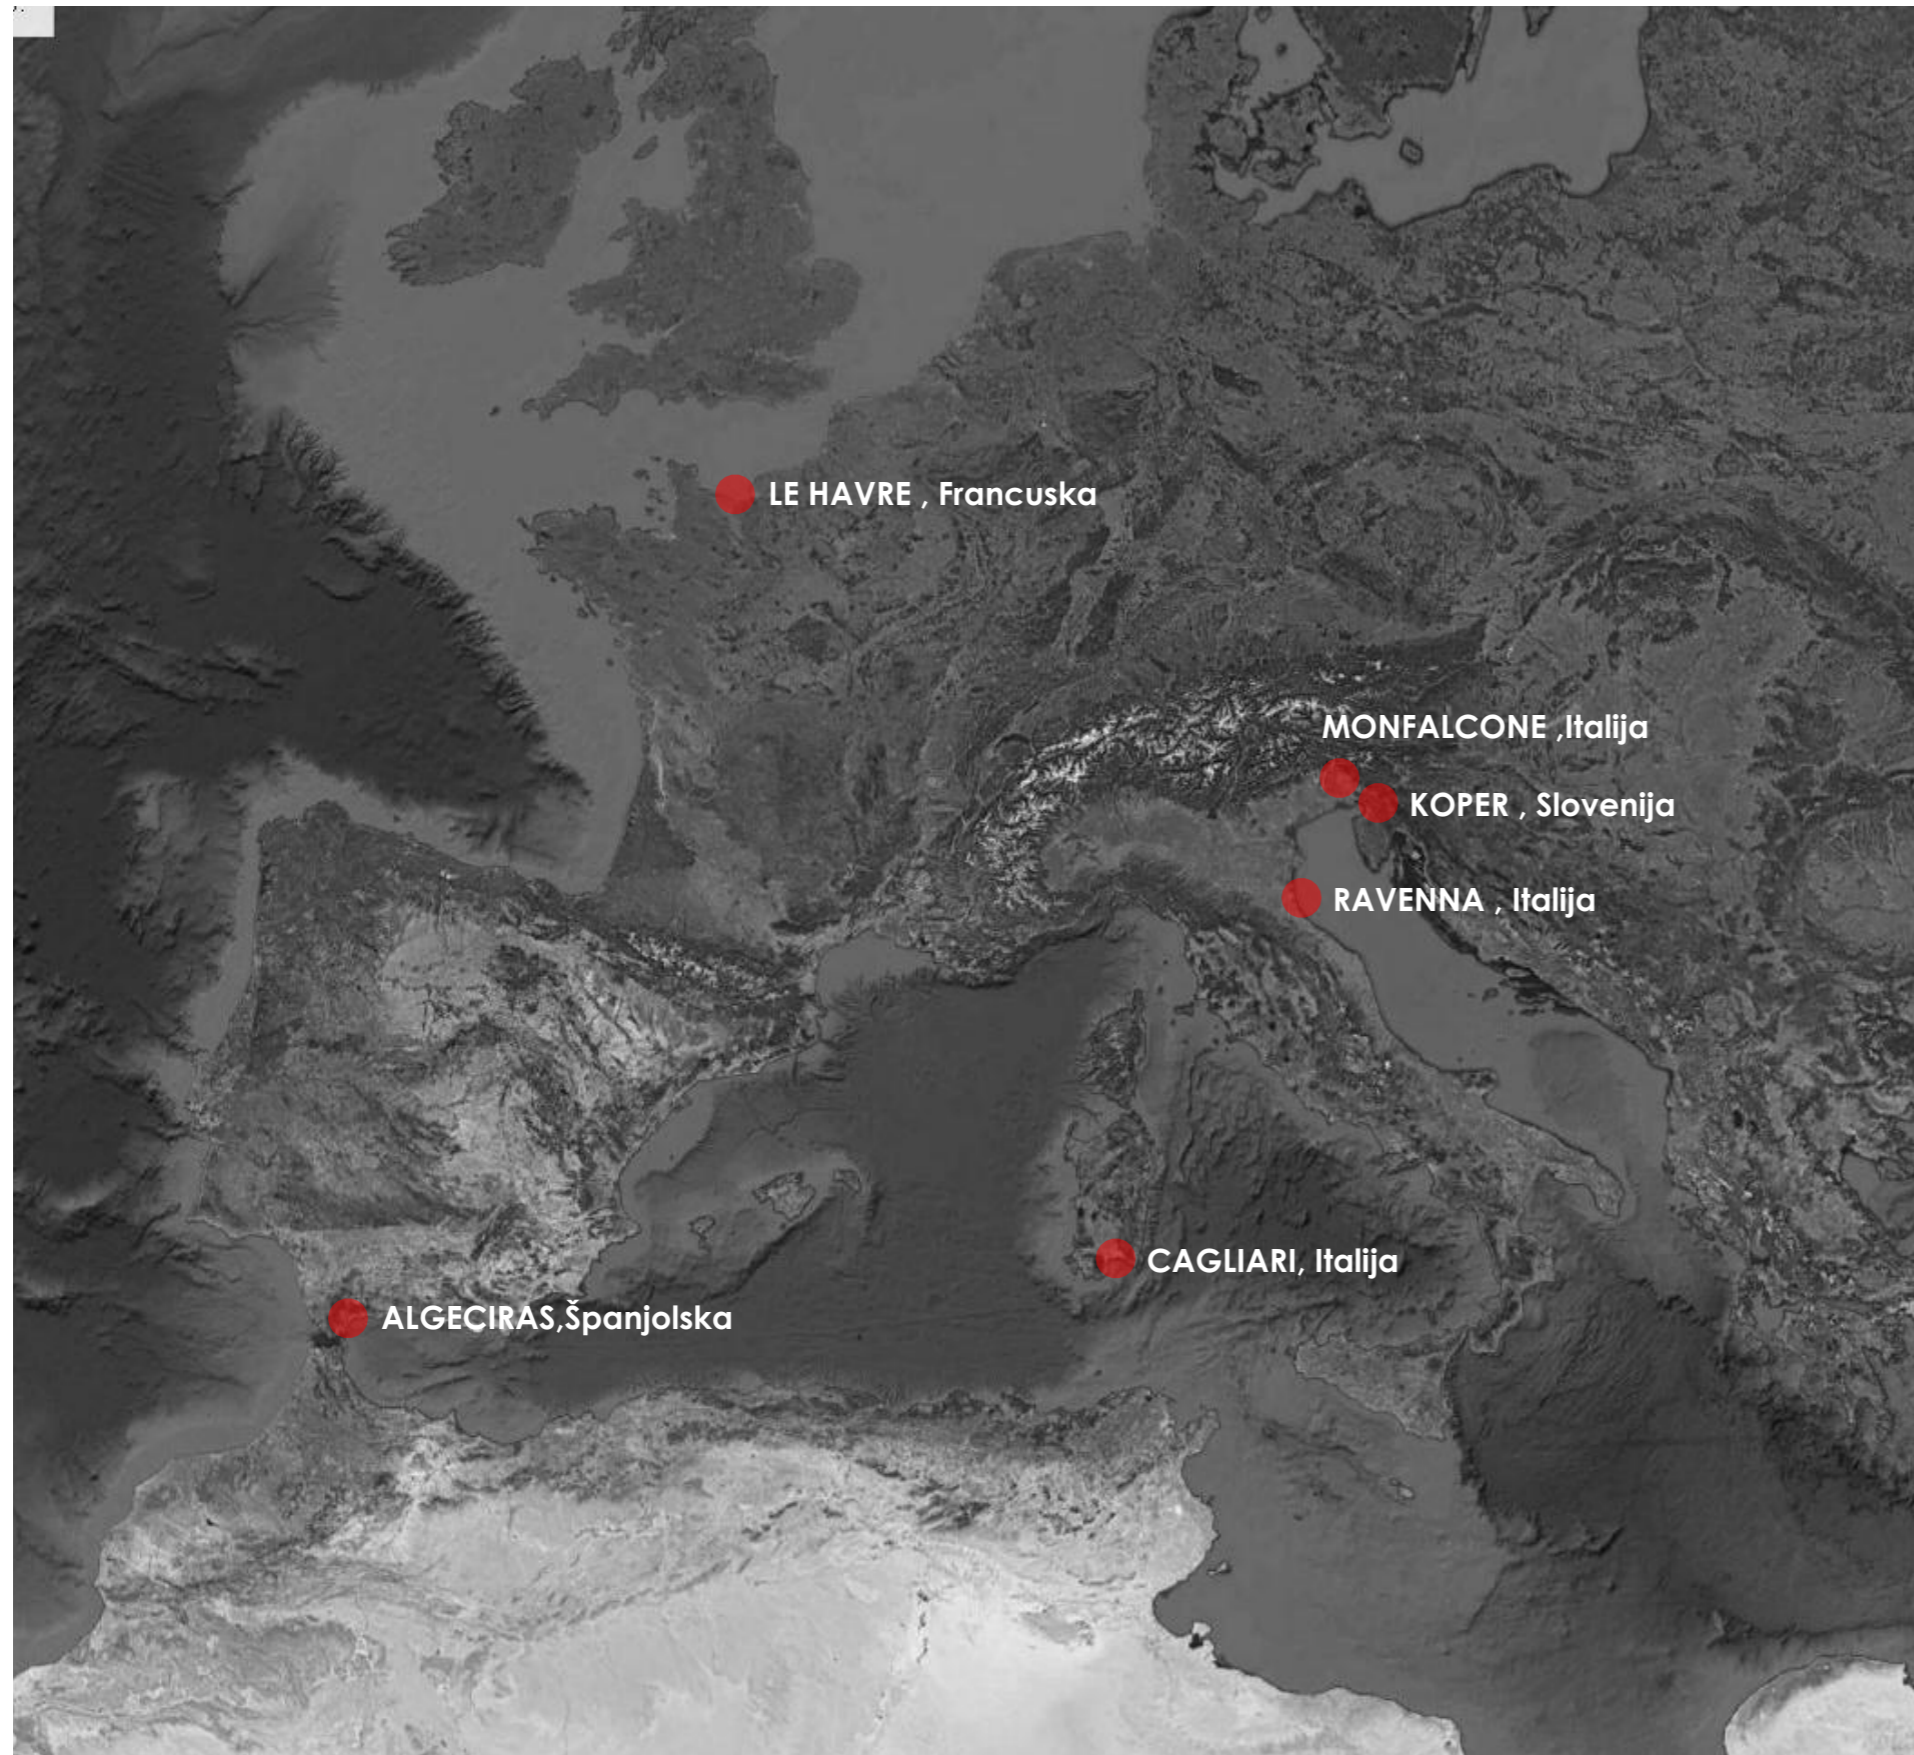 LE HAVRE , Francuska
MONFALCONE ,Italija
KOPER , Slovenija
RAVENNA , Italija
CAGLIARI, Italija
ALGECIRAS,Španjolska